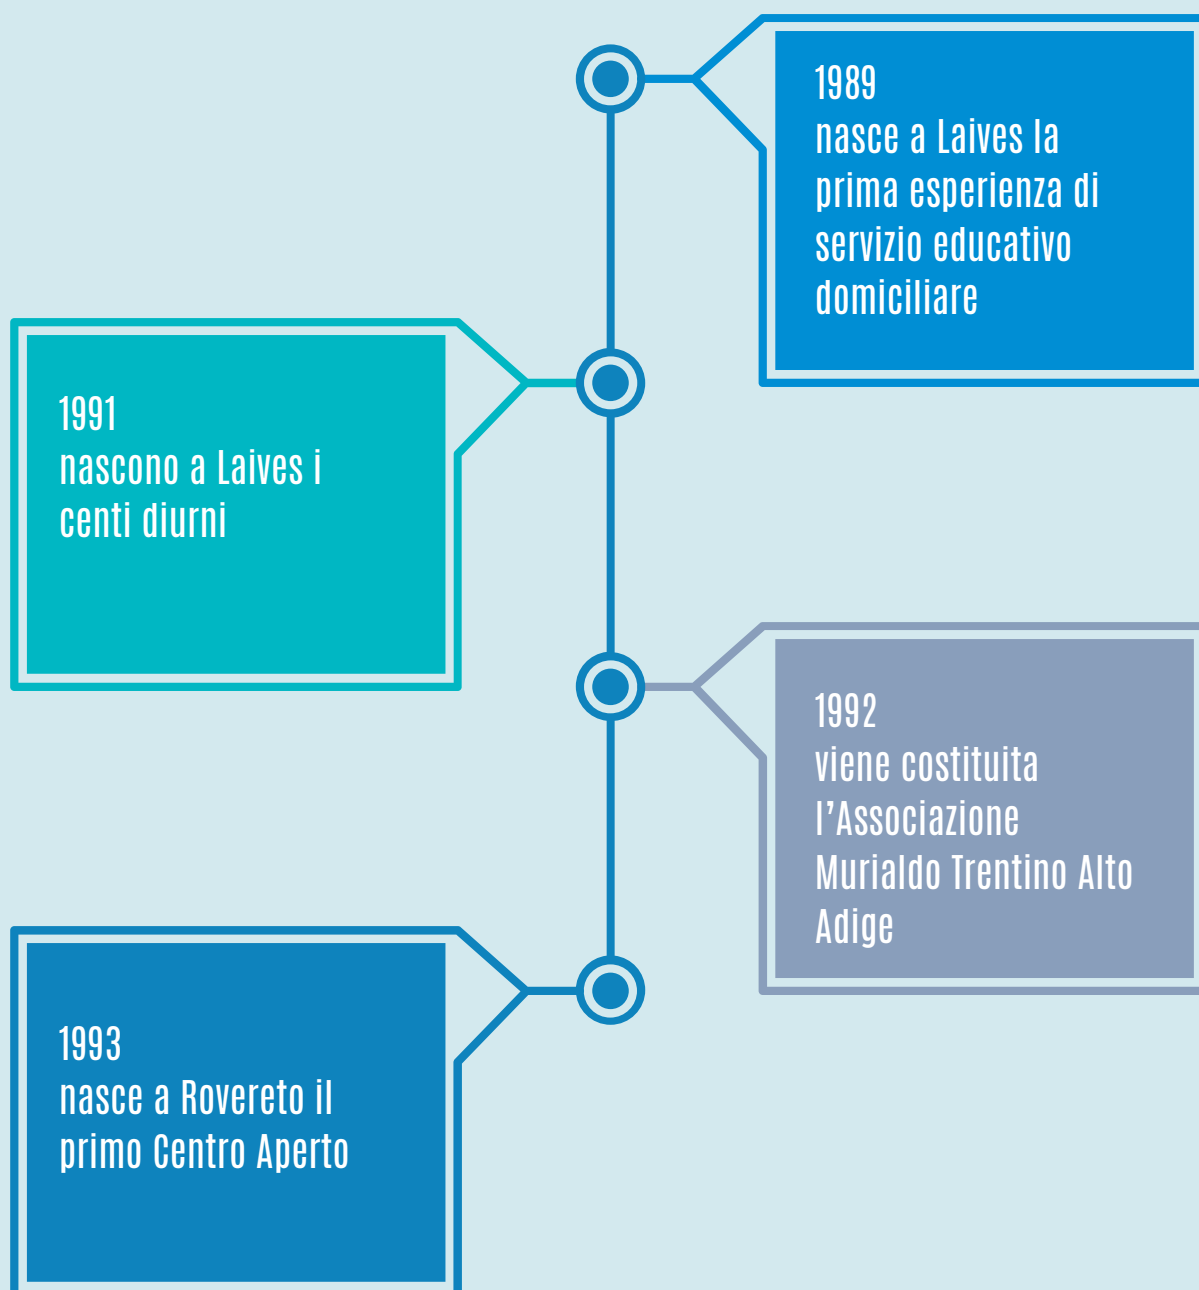 1989
nasce a Laives la
prima esperienza di
servizio educativo
domiciliare
1991
nascono a Laives i
centi diurni
1992
viene costituita
l’Associazione
Murialdo Trentino Alto
Adige
1993
nasce a Rovereto il
primo Centro Aperto